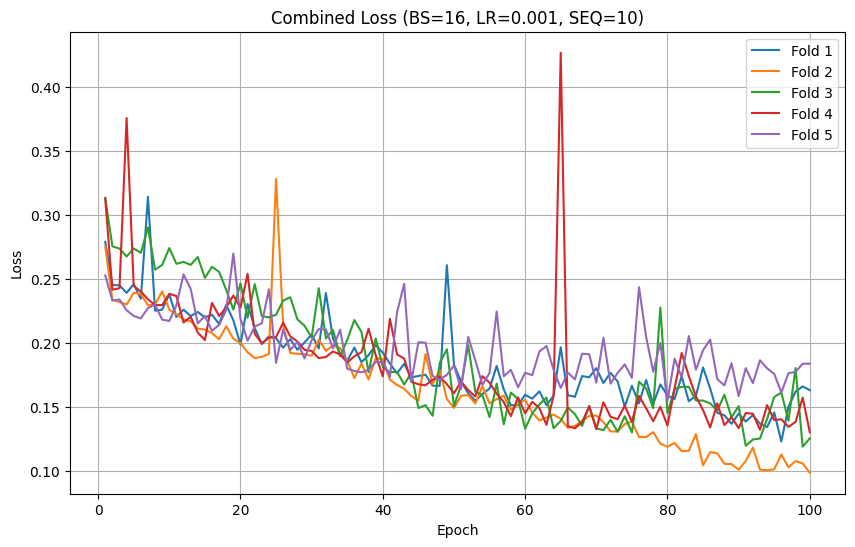 Combined Loss (BS=16, LR=0.001, SEQ=10)
Fold 1
Fold 2
Fold 3
Fold 4
Fold 5
0.40
0.35
0.30
0.25
0.20
0.15
0.10
Loss
0
20
40
60
80
100
Epoch